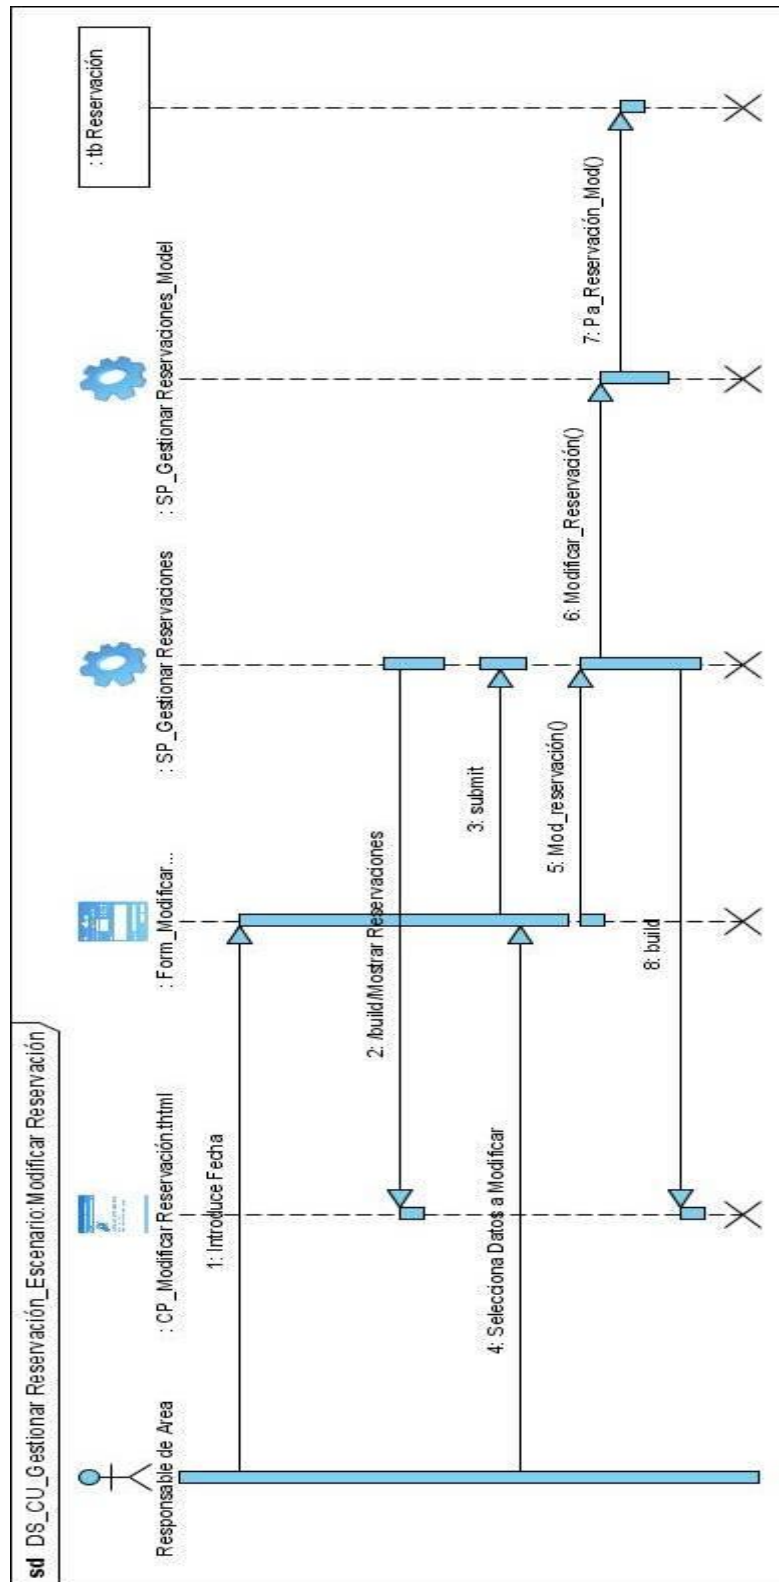 sd DS_CU_Gestionar Reservación_Escenario:Modificar Reservación
Responsable de Area
: CP_Modificar Reservación.thtml
: Form_Modificar...
: SP_Gestionar Reservaciones
: SP_Gestionar Reservaciones_Model
: tb Reservación
1: Introduce Fecha
2: /build/Mostrar Reservaciones
3: submit
4: Selecciona Datos a Modificar
5: Mod_reservación()
6: Modificar_Reservación()
7: Pa_Reservación_Mod()
8: build